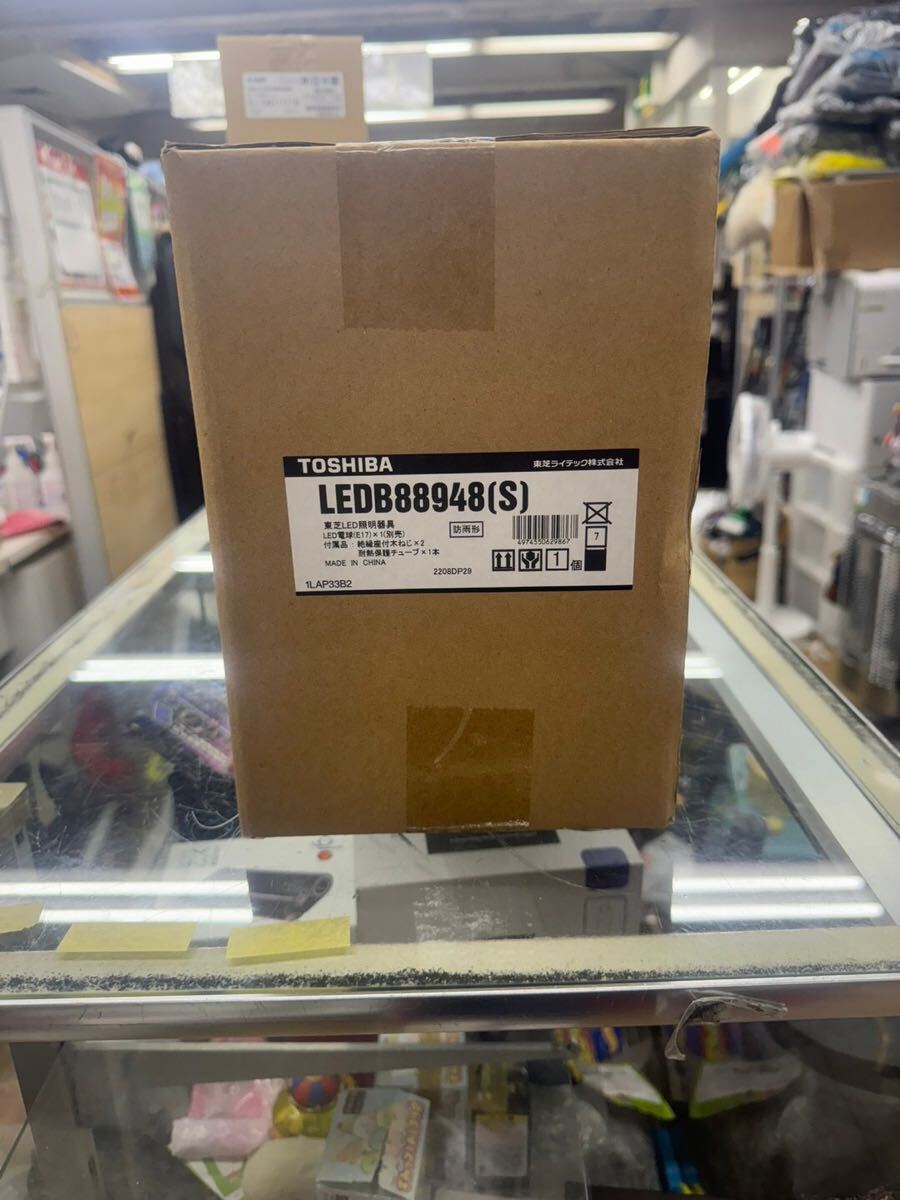 TOSHIBA 東芝ライテック株式会社
LEDB88948(S)
東芝LED照明器具
LED電球(E17)×1(別売)
付属品：絶縁座付木ねじ×2
耐熱保護チューブ×1本
MADE IN CHINA
防雨形
4974550629867
7
1 個
2208DP29
1LAP33B2